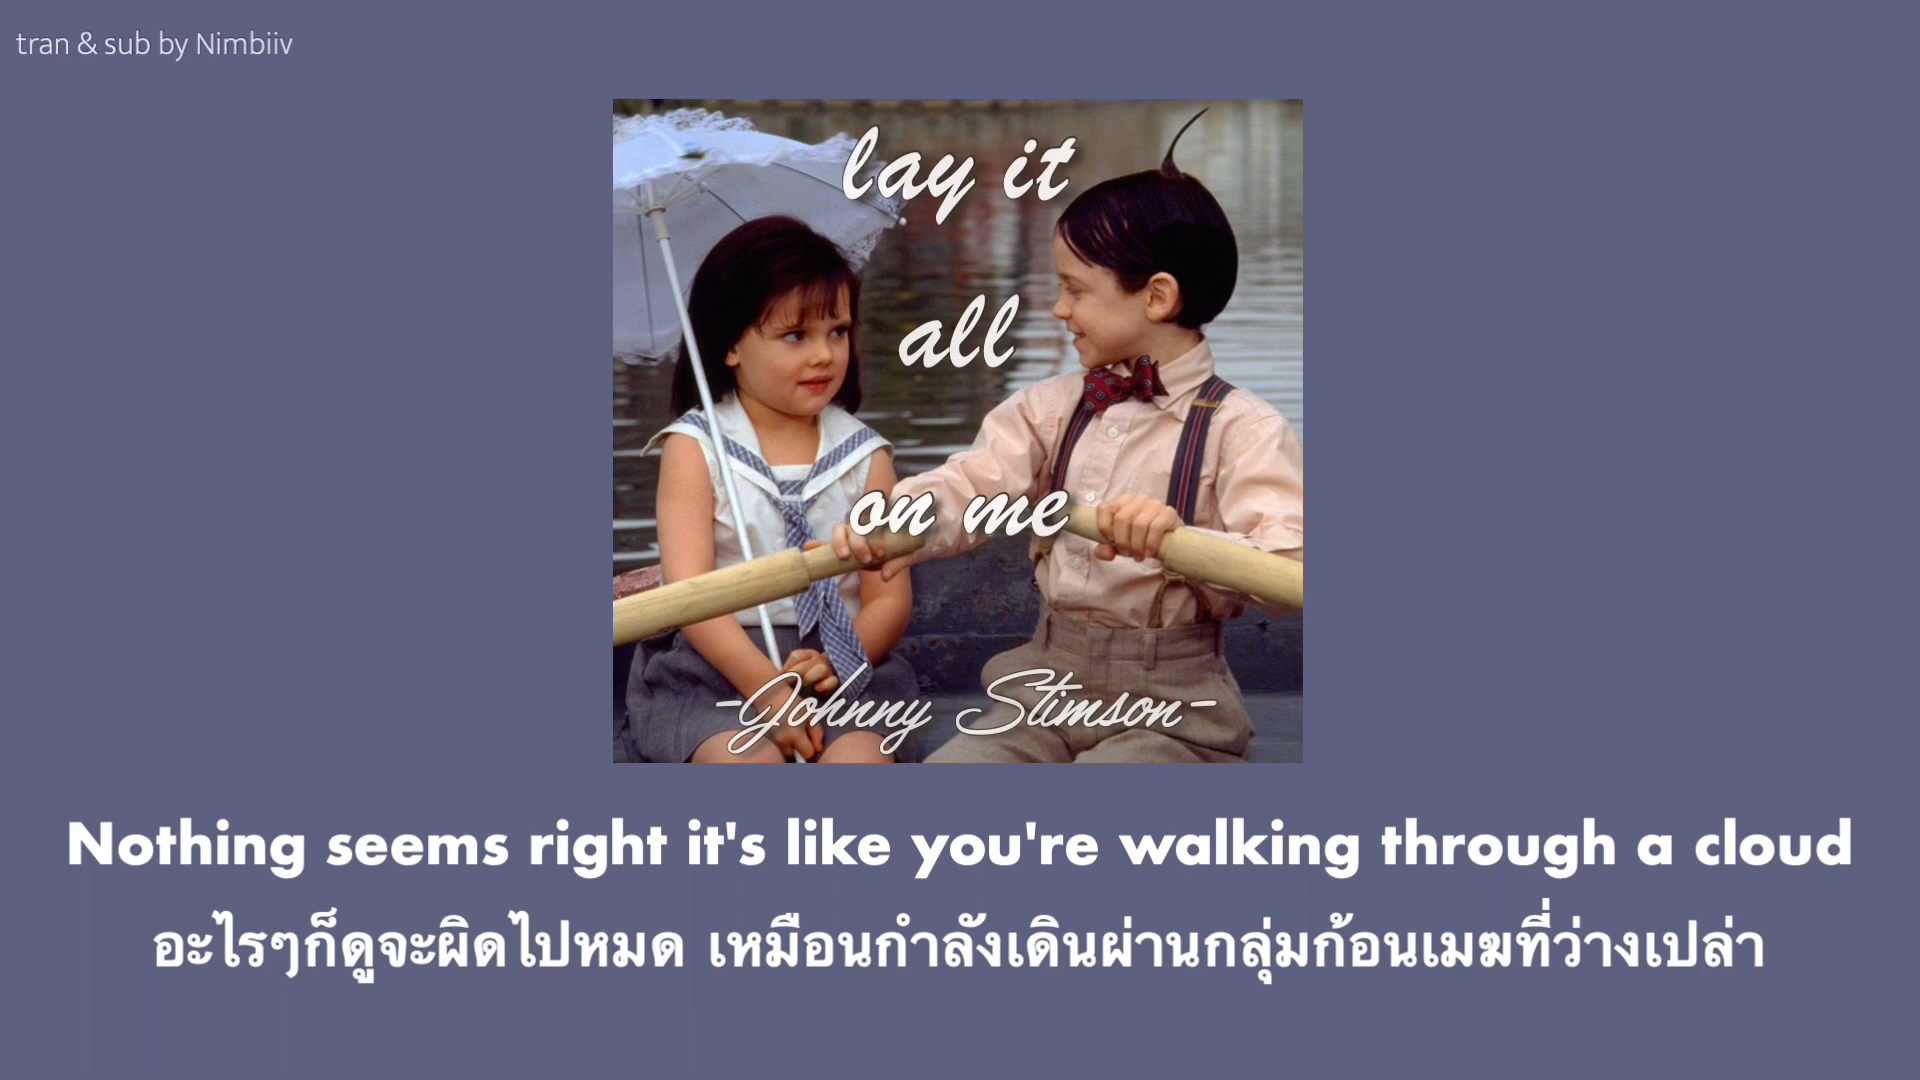 tran & sub by Nimbiiv
lay it
all
on me
-Johnny Stimson-
Nothing seems right it's like you're walking through a cloud
อะไรๆก็ดูจะผิดไปหมด เหมือนกำลังเดินผ่านกลุ่มก้อนเมฆที่ว่างเปล่า